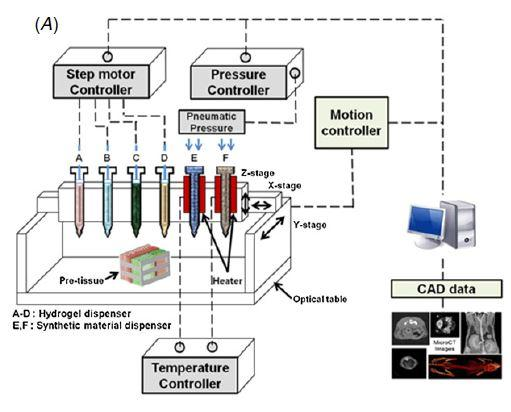 (A)
Step motor
Controller
Pressure
Controller
Pneumatic
Pressure
Motion
controller
A B C D E F
Z-stage
X-stage
Y-stage
Pre-tissue
Heater
Optical table
A-D : Hydrogel dispenser
E,F : Synthetic material dispenser
Temperature
Controller
CAD data
MicroCT
Images